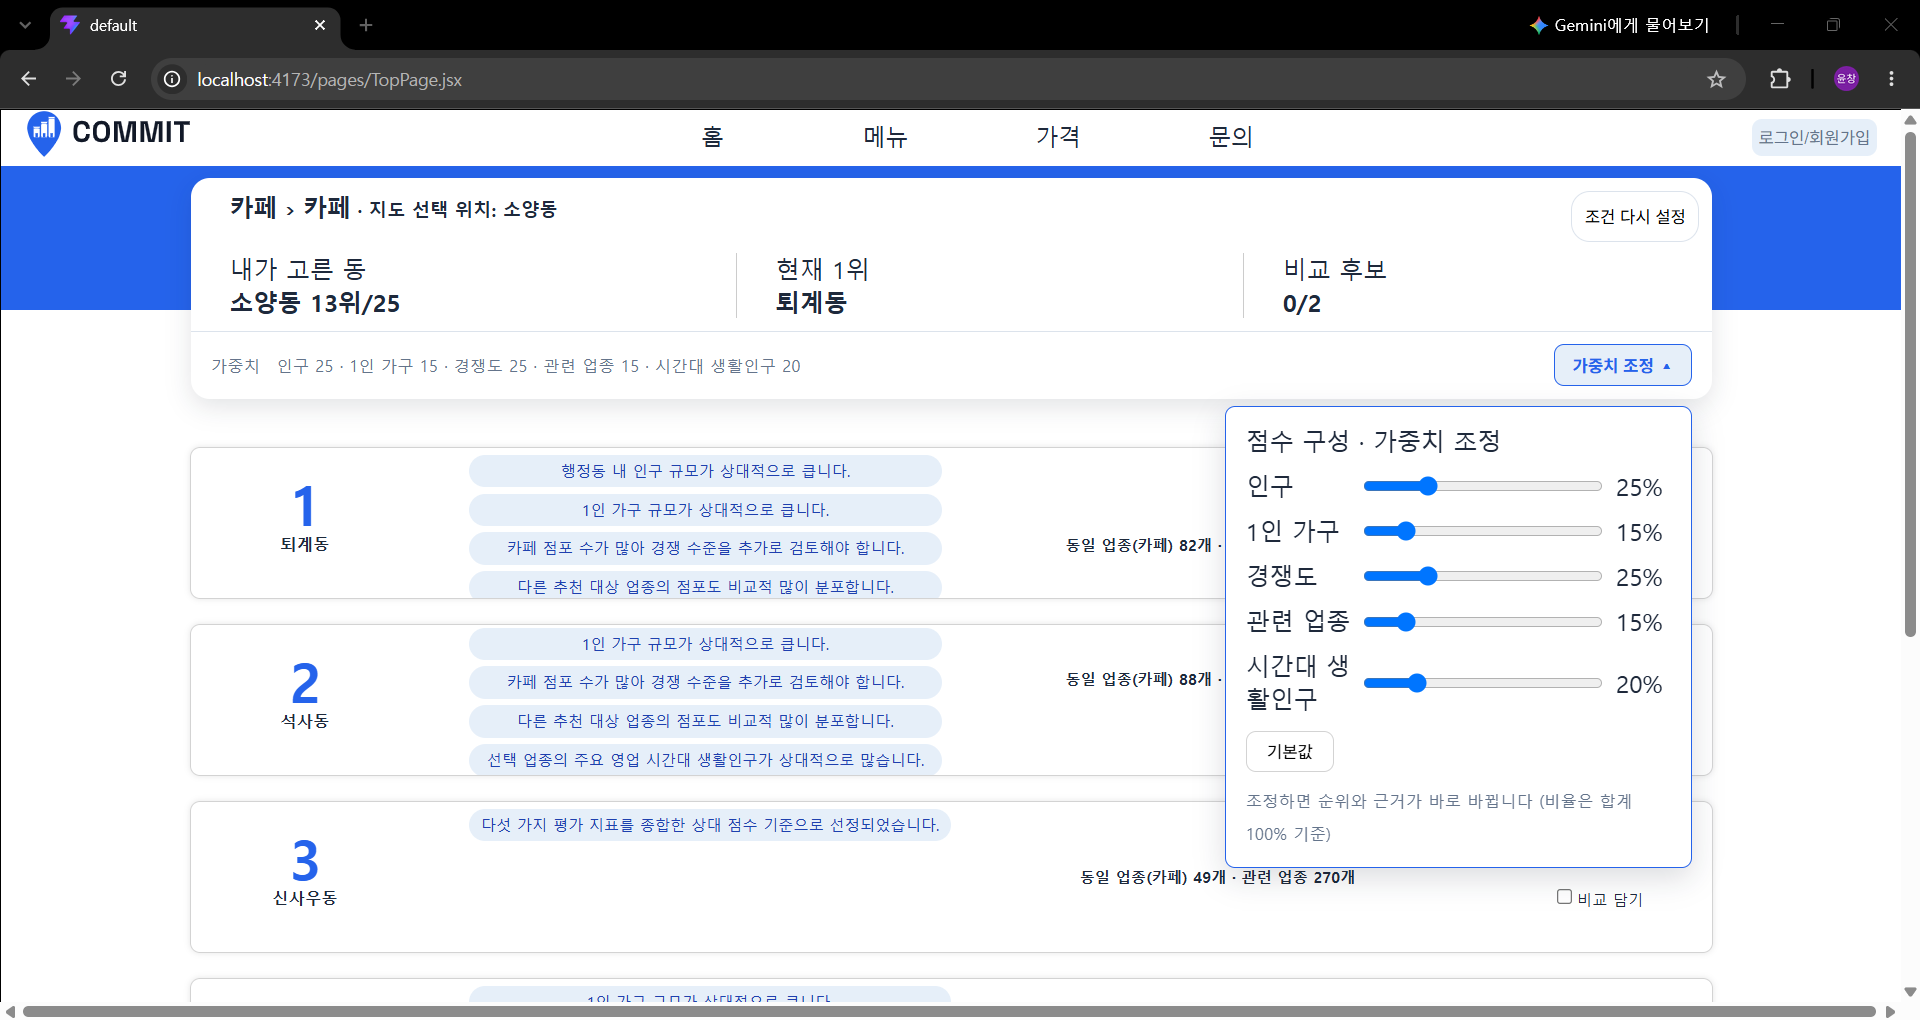 default
Gemini에게 물어보기
localhost:4173/pages/TopPage.jsx
윤창
COMMIT
홈
메뉴
가격
문의
로그인/회원가입
카페 › 카페 · 지도 선택 위치: 소양동
조건 다시 설정
내가 고른 동
소양동 13위/25
현재 1위
퇴계동
비교 후보
0/2
가중치 인구 25 · 1인 가구 15 · 경쟁도 25 · 관련 업종 15 · 시간대 생활인구 20
가중치 조정 ▲
점수 구성 · 가중치 조정
인구 25%
1인 가구 15%
경쟁도 25%
관련 업종 15%
시간대 생
활인구 20%
기본값
조정하면 순위와 근거가 바로 바뀝니다 (비율은 합계
100% 기준)
1
퇴계동
행정동 내 인구 규모가 상대적으로 큽니다.
1인 가구 규모가 상대적으로 큽니다.
카페 점포 수가 많아 경쟁 수준을 추가로 검토해야 합니다.
다른 추천 대상 업종의 점포도 비교적 많이 분포합니다.
동일 업종(카페) 82개 ·
2
석사동
1인 가구 규모가 상대적으로 큽니다.
카페 점포 수가 많아 경쟁 수준을 추가로 검토해야 합니다.
다른 추천 대상 업종의 점포도 비교적 많이 분포합니다.
선택 업종의 주요 영업 시간대 생활인구가 상대적으로 많습니다.
동일 업종(카페) 88개 ·
3
신사우동
다섯 가지 평가 지표를 종합한 상대 점수 기준으로 선정되었습니다.
동일 업종(카페) 49개 · 관련 업종 270개
비교 담기
1인 가구 규모가 상대적으로 큽니다.